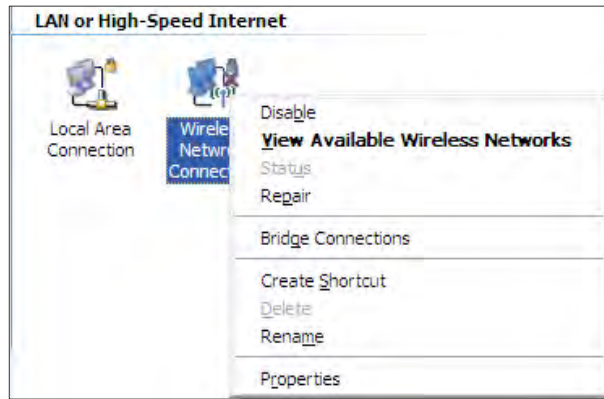 LAN or High-Speed Internet
Local Area
Connection
Wirele
Netwo
Connec
Disable
View Available Wireless Networks
Status
Repair
Bridge Connections
Create Shortcut
Delete
Rename
Properties